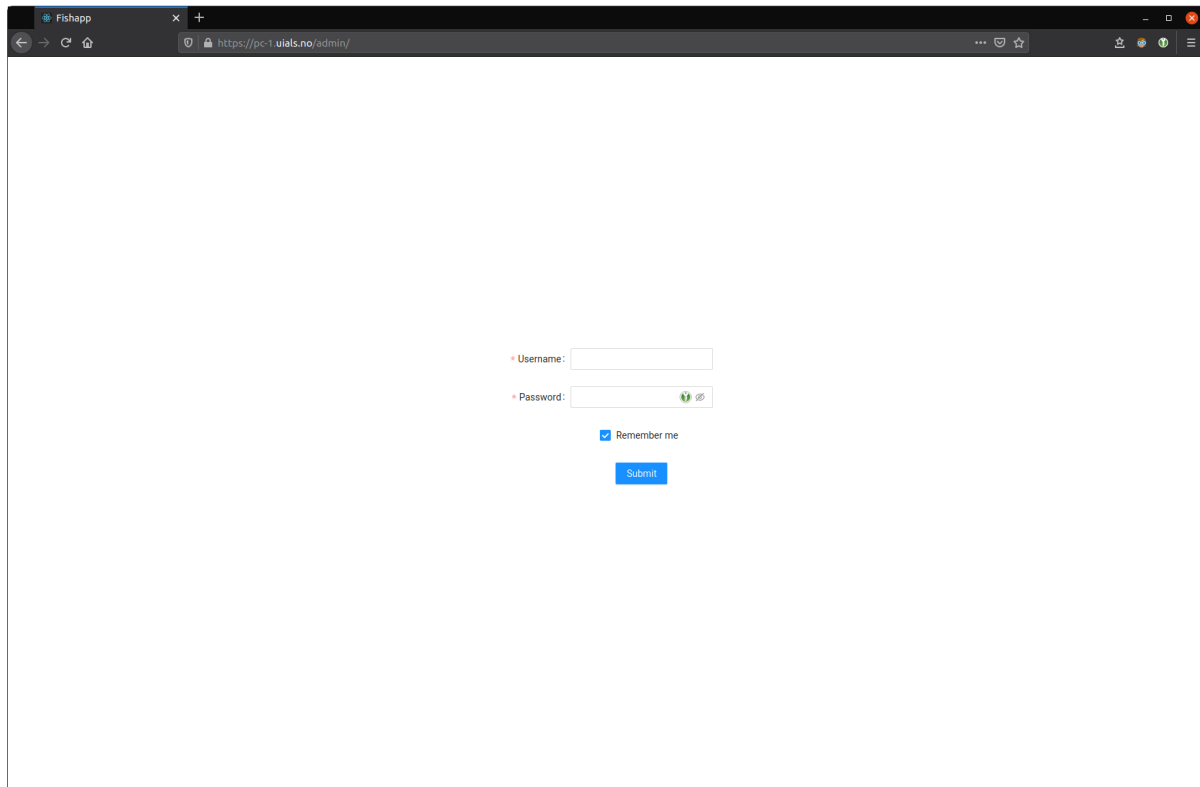 Fishapp
https://pc-1.uials.no/admin/
* Username:
* Password:
Remember me
Submit